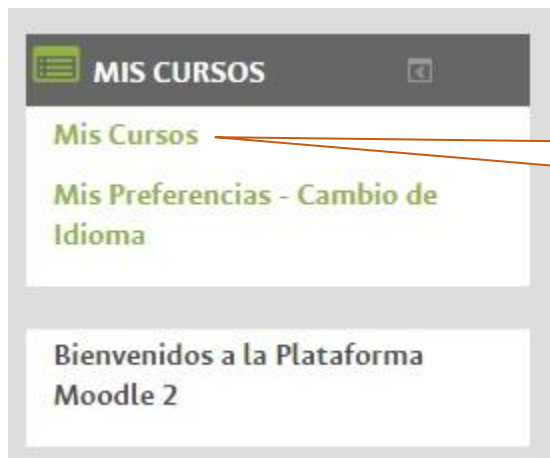 MIS CURSOS
Mis Cursos
Mis Preferencias - Cambio de
Idioma
Bienvenidos a la Plataforma
Moodle 2